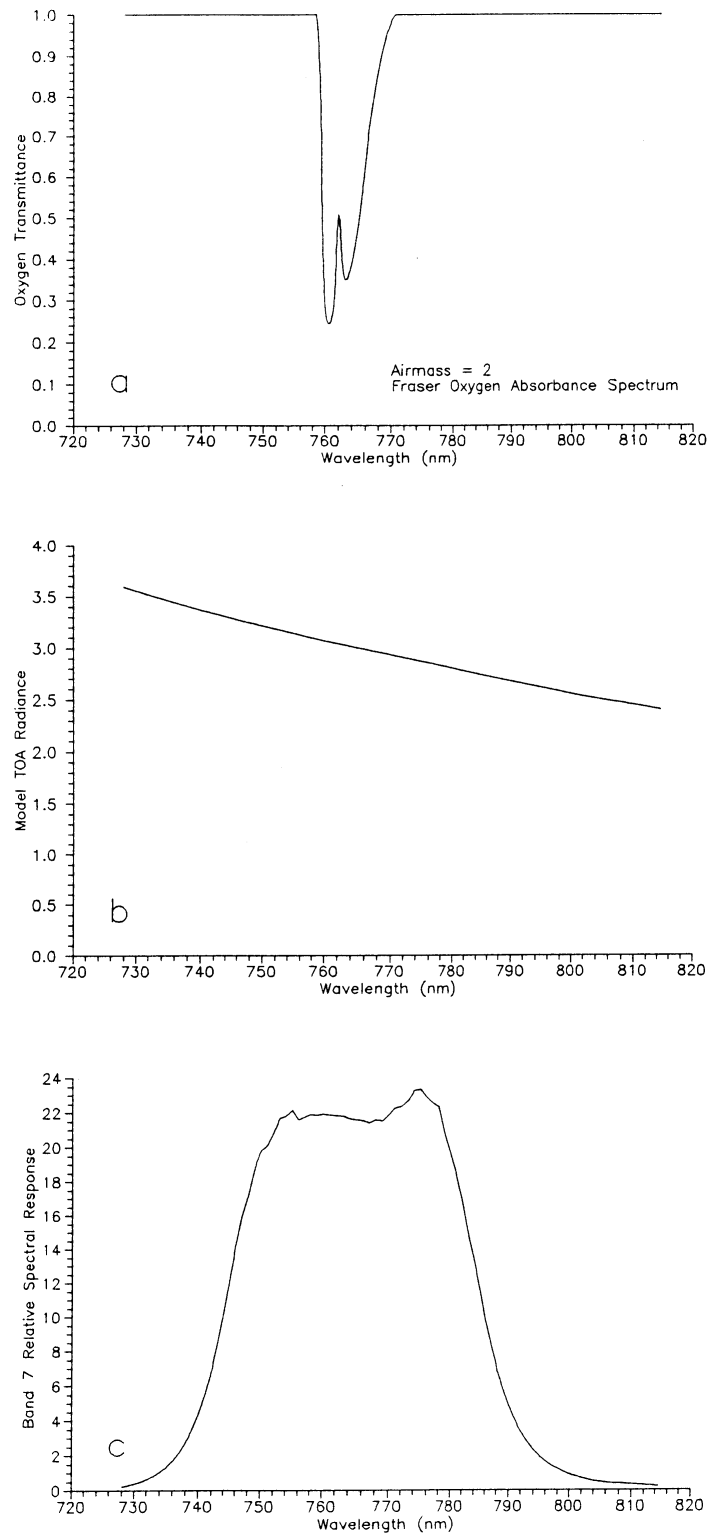 1.0
0.9
0.8
0.7
0.6
0.5
0.4
0.3
0.2
0.1
0.0
Oxygen Transmittance
a
Airmass = 2
Fraser Oxygen Absorbance Spectrum
720 730 740 750 760 770 780 790 800 810 820
Wavelength (nm)
4.0
3.5
3.0
2.5
2.0
1.5
1.0
0.5
0.0
Model TOA Radiance
b
720 730 740 750 760 770 780 790 800 810 820
Wavelength (nm)
24
22
20
18
16
14
12
10
8
6
4
2
0
Band 7 Relative Spectral Response
c
720 730 740 750 760 770 780 790 800 810 820
Wavelength (nm)